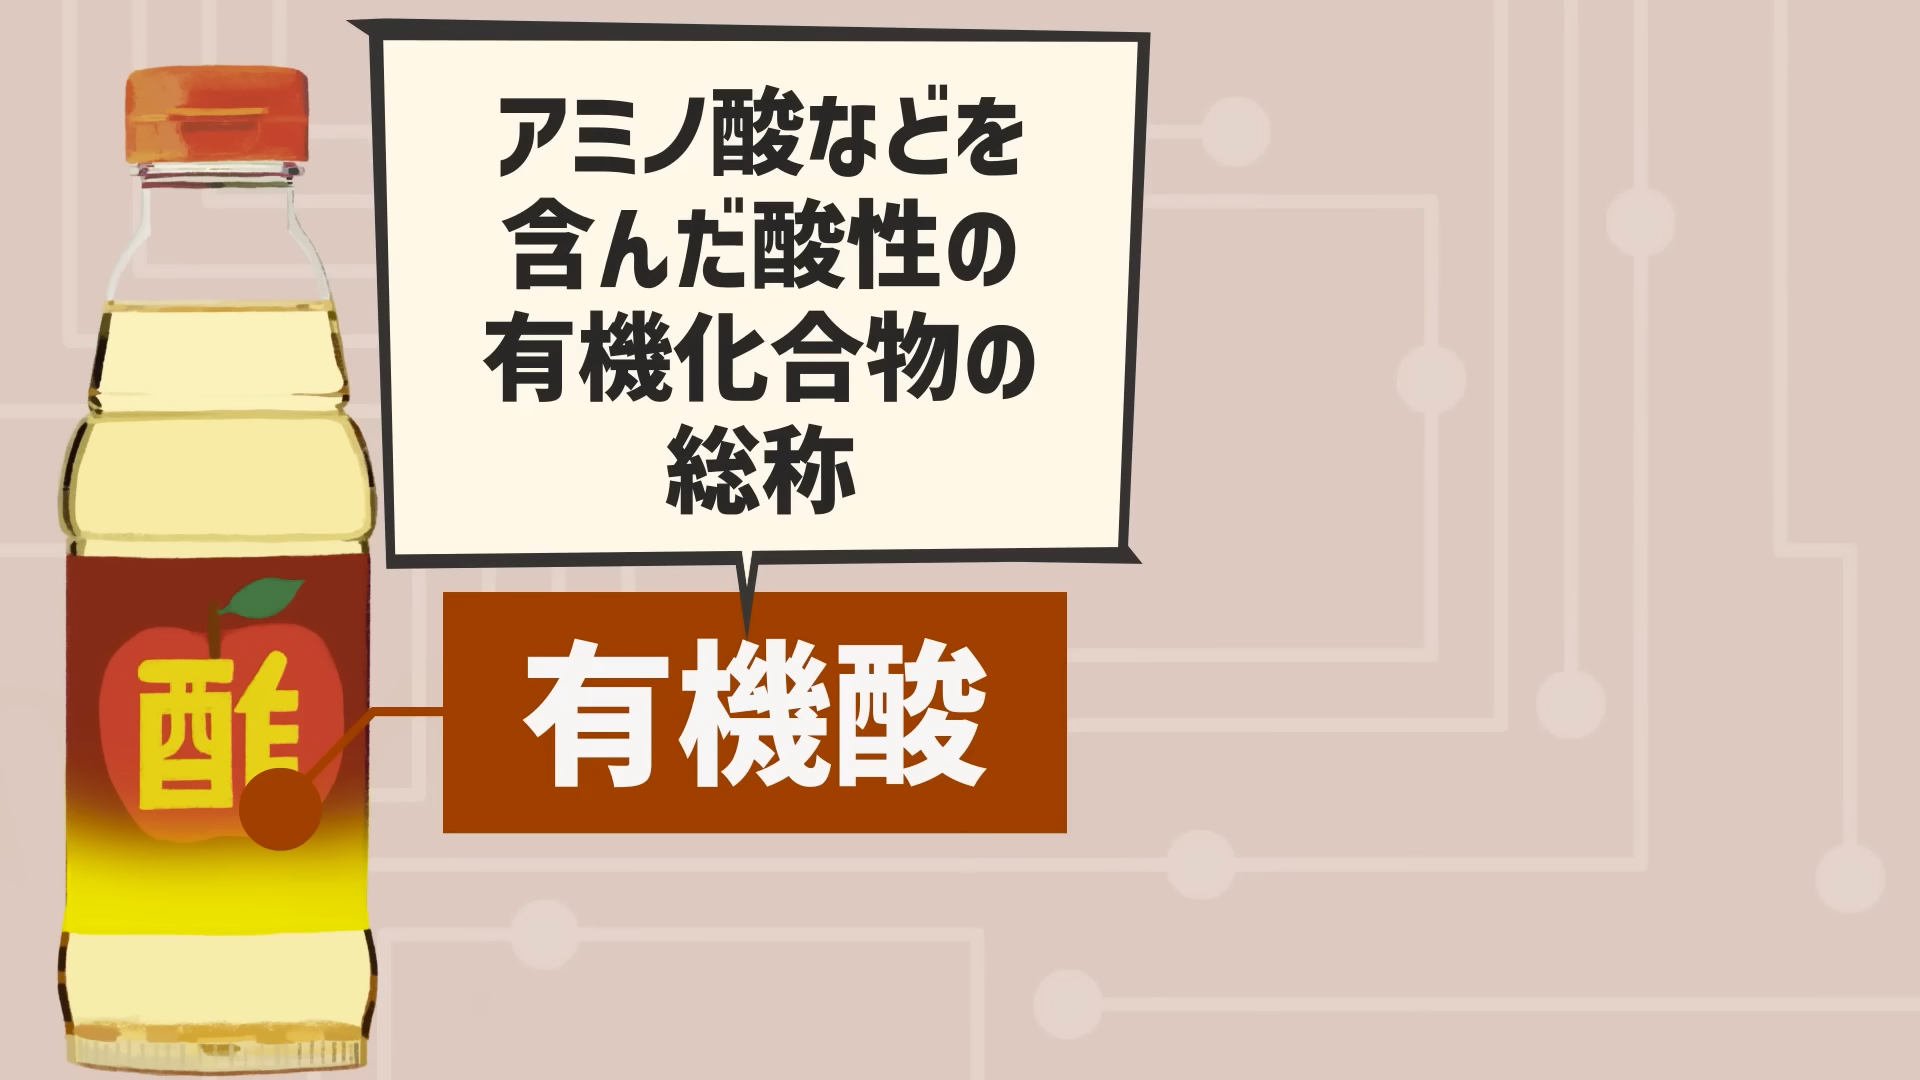 アミノ酸などを
含んだ酸性の
有機化合物の
総称
有機酸
酢